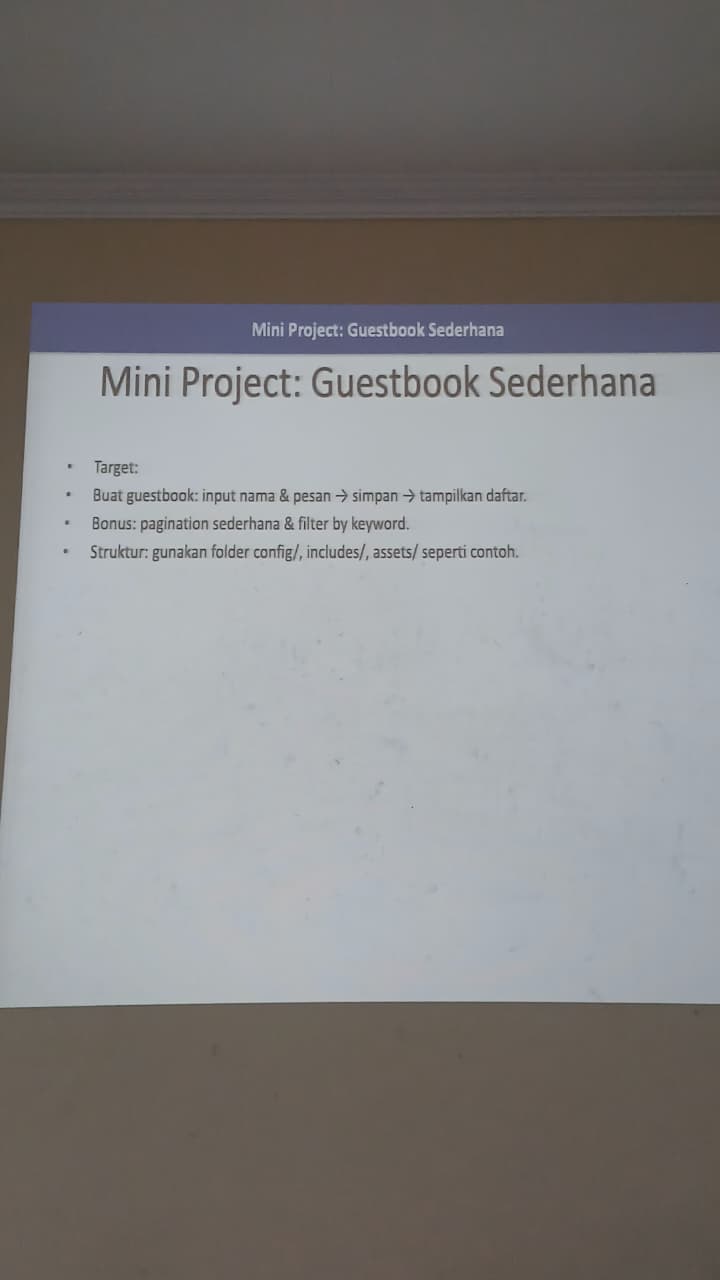 Mini Project: Guestbook Sederhana
Mini Project: Guestbook Sederhana
• Target:
• Buat guestbook: input nama & pesan → simpan → tampilkan daftar.
• Bonus: pagination sederhana & filter by keyword.
• Struktur: gunakan folder config/, includes/, assets/ seperti contoh.